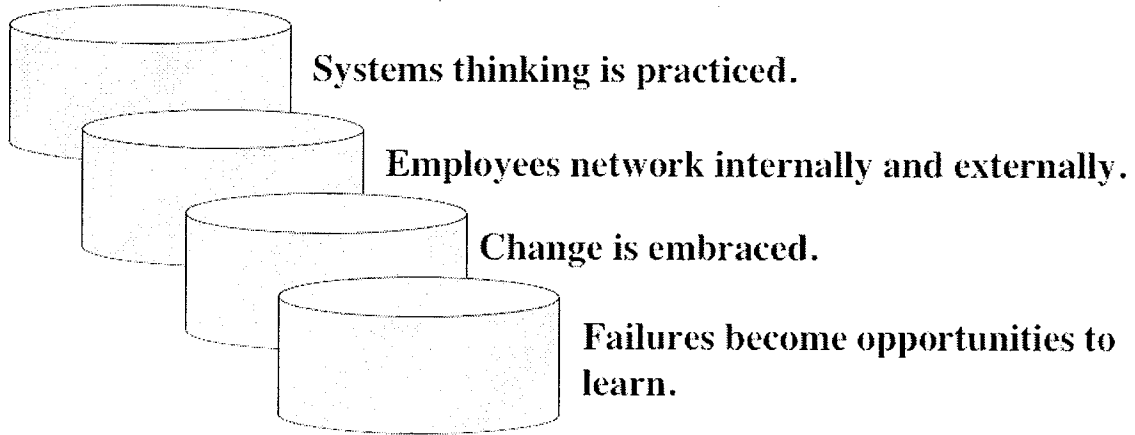 Systems thinking is practiced.
Employees network internally and externally.
Change is embraced.
Failures become opportunities to
learn.